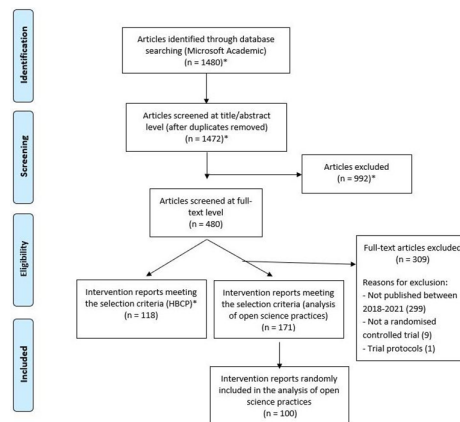 Identification
Articles identified through database
searching (Microsoft Academic)
(n = 1480)*
Screening
Articles screened at title/abstract
level (after duplicates removed)
(n = 1472)*
Articles excluded
(n = 992)*
Articles screened at full-
text level
(n = 480)
Eligibility
Full-text articles excluded
(n = 309)
Reasons for exclusion:
- Not published between
2018-2021 (299)
- Not a randomised
controlled trial (9)
- Trial protocols (1)
Intervention reports meeting
the selection criteria (HBCP)*
(n = 118)
Intervention reports meeting
the selection criteria (analysis
of open science practices)
(n = 171)
Included
Intervention reports randomly
included in the analysis of open
science practices
(n = 100)